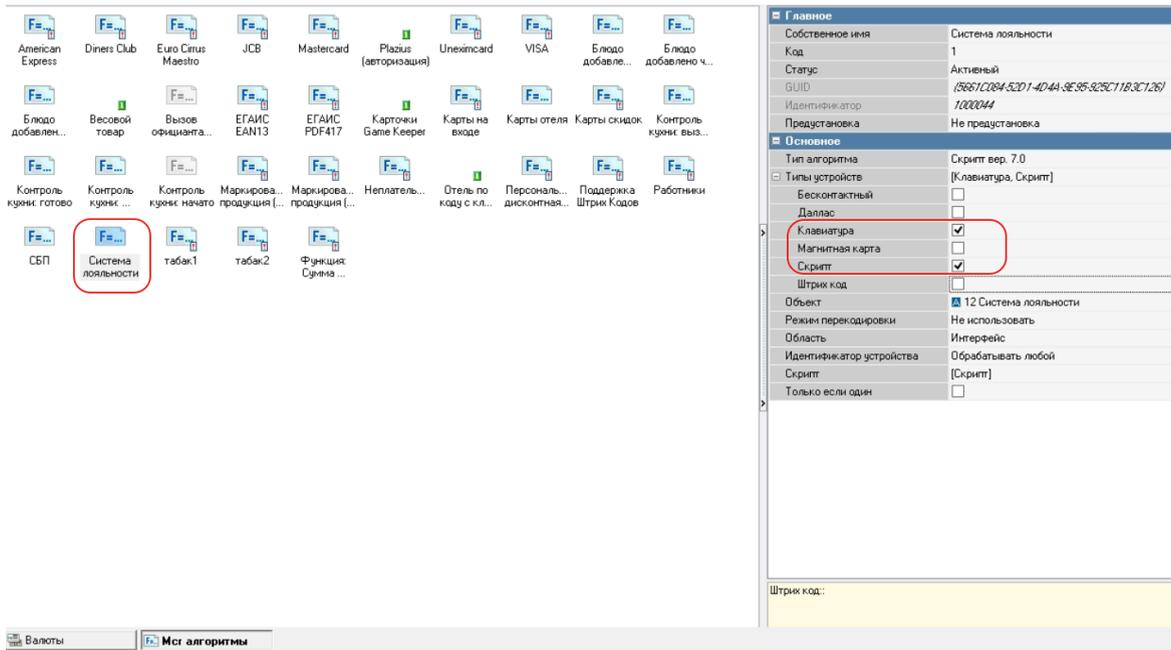 American
Express
Diners Club
Euro Cirrus
Maestro
JCB
Mastercard
Plazius
(авторизация)
Unеximcard
VISA
Блюдо
добавле...
Блюдо
добавлено ч...
Блюдо
добавлен...
Весовой
товар
Вызов
официанта...
ЕГАИС
EAN13
ЕГАИС
PDF417
Карточки
Game Keeper
Карты на
входе
Карты отеля
Карты скидок
Контроль
кухни: выз...
Контроль
кухни: готово
Контроль
кухни: ...
Контроль
кухни: начато
Маркирова...
продукция (...
Маркирова...
продукция (...
Неплатель...
Отель по
коду с кл...
Персональ...
дисконтная...
Поддержка
Штрих Кодов
Работники
СБП
Система
лояльности
табак1
табак2
Функция:
Сумма ...
Главное
Собственное имя Система лояльности
Код 1
Статус Активный
GUID {5661C084-52D1-4D4A-9E95-925C11B3C126}
Идентификатор 1000044
Предустановка Не предустановка
Основное
Тип алгоритма Скрипт вер. 7.0
Типы устройств [Клавиатура, Скрипт]
Бесконтактный
Даллас
Клавиатура
Магнитная карта
Скрипт
Штрих код
Объект 12 Система лояльности
Режим перекодировки Не использовать
Область Интерфейс
Идентификатор устройства Обрабатывать любой
Скрипт [Скрипт]
Только если один
Штрих код::
Валюты
Мсr алгоритмы